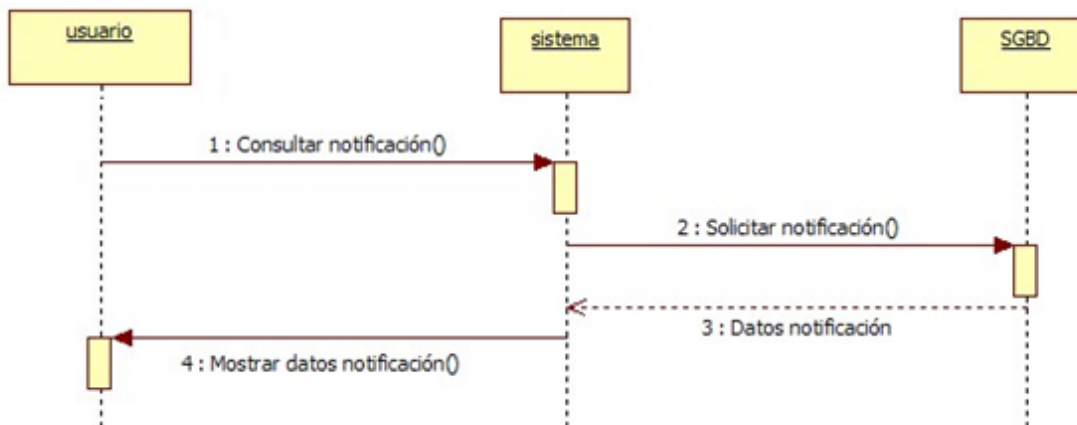 usuario
sistema
SGBD
1 : Consultar notificación()
2 : Solicitar notificación()
3 : Datos notificación
4 : Mostrar datos notificación()